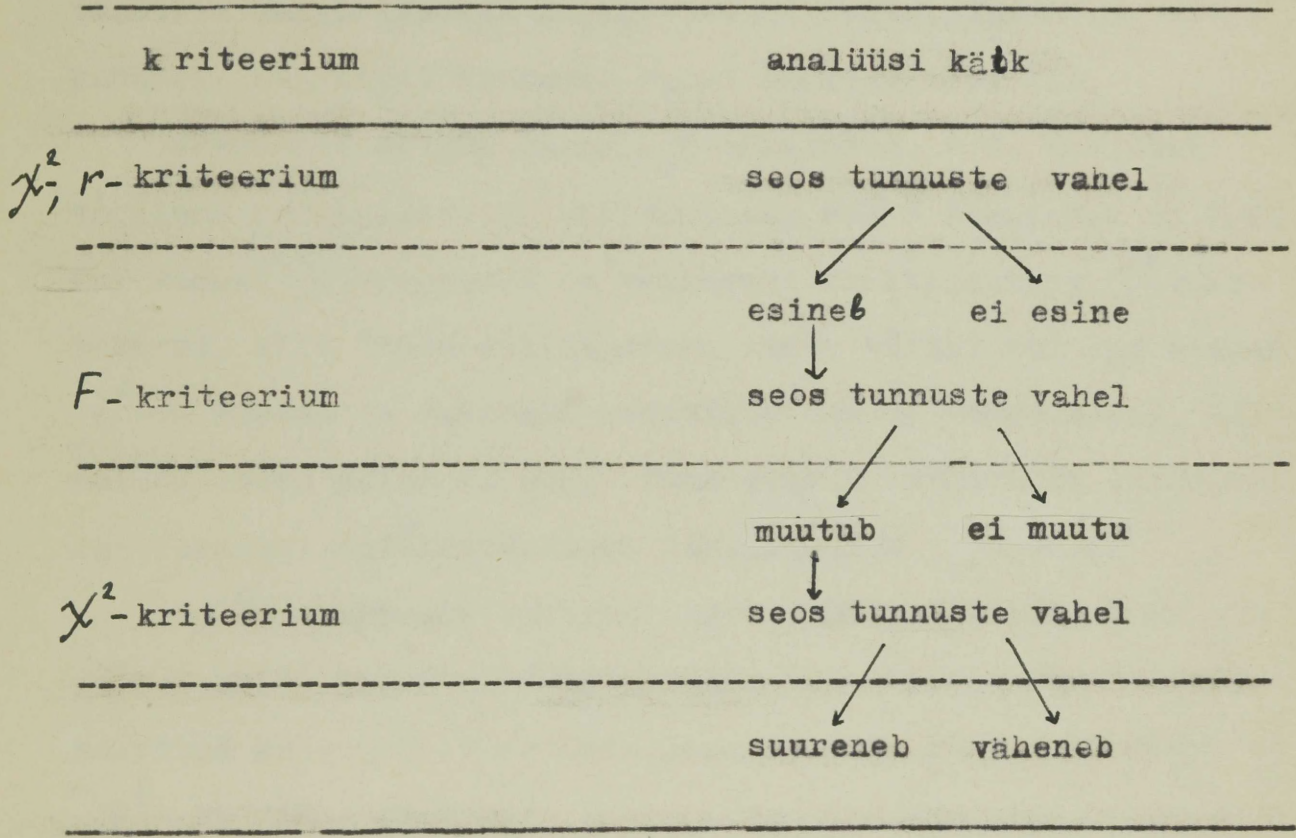 kriteerium analüüsi käik
χ²-, r- kriteerium seos tunnuste vahel
esineb ei esine
F- kriteerium seos tunnuste vahel
muutub ei muutu
χ²-kriteerium seos tunnuste vahel
suureneb väheneb